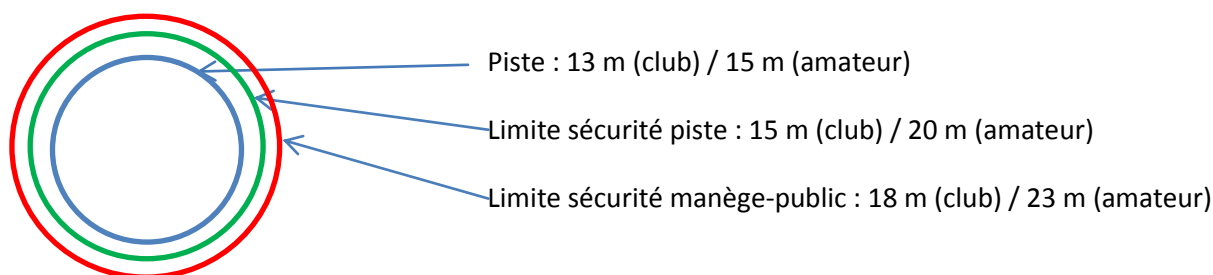 Piste : 13 m (club) / 15 m (amateur)
Limite sécurité piste : 15 m (club) / 20 m (amateur)
Limite sécurité manège-public : 18 m (club) / 23 m (amateur)